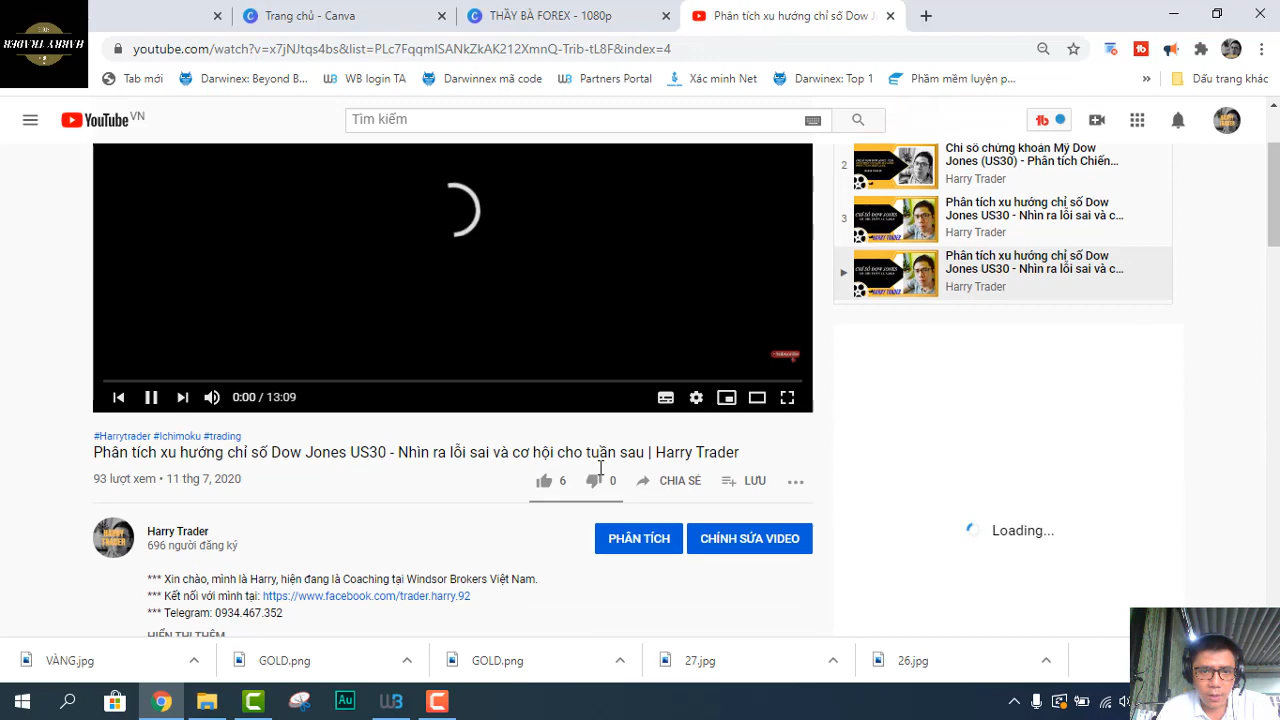 Trang chủ - Canva
THẦY BÀ FOREX - 1080p
Phân tích xu hướng chỉ số Dow J
HARRY TRADER
youtube.com/watch?v=x7jNJtqs4bs&list=PLc7FqqmISANkZkAK212XmnQ-Trib-tL8F&index=4
Tab mới
Darwinex: Beyond B...
WB login TA
Darwinnex mã code
Partners Portal
Xác minh Net
Darwinex: Top 1
Phầm mềm luyện p...
»
Dấu trang khác
YouTube VN
Tìm kiếm
2
Chỉ số chứng khoán Mỹ Dow
Jones (US30) - Phân tích Chiến...
Harry Trader
3
Phân tích xu hướng chỉ số Dow
Jones US30 - Nhìn ra lỗi sai và c...
Harry Trader
Phân tích xu hướng chỉ số Dow
Jones US30 - Nhìn ra lỗi sai và c...
Harry Trader
0:00 / 13:09
#Harrytrader #Ichimoku #trading
Phân tích xu hướng chỉ số Dow Jones US30 - Nhìn ra lỗi sai và cơ hội cho tuần sau | Harry Trader
93 lượt xem • 11 thg 7, 2020
6
0
CHIA SẺ
LƯU
Loading...
Harry Trader
696 người đăng ký
PHÂN TÍCH
CHỈNH SỬA VIDEO
*** Xin chào, mình là Harry, hiện đang là Coaching tại Windsor Brokers Việt Nam.
*** Kết nối với mình tại: https://www.facebook.com/trader.harry.92
*** Telegram: 0934.467.352
HIỂN THỊ THÊM
VÀNG.jpg
GOLD.png
GOLD.png
27.jpg
26.jpg